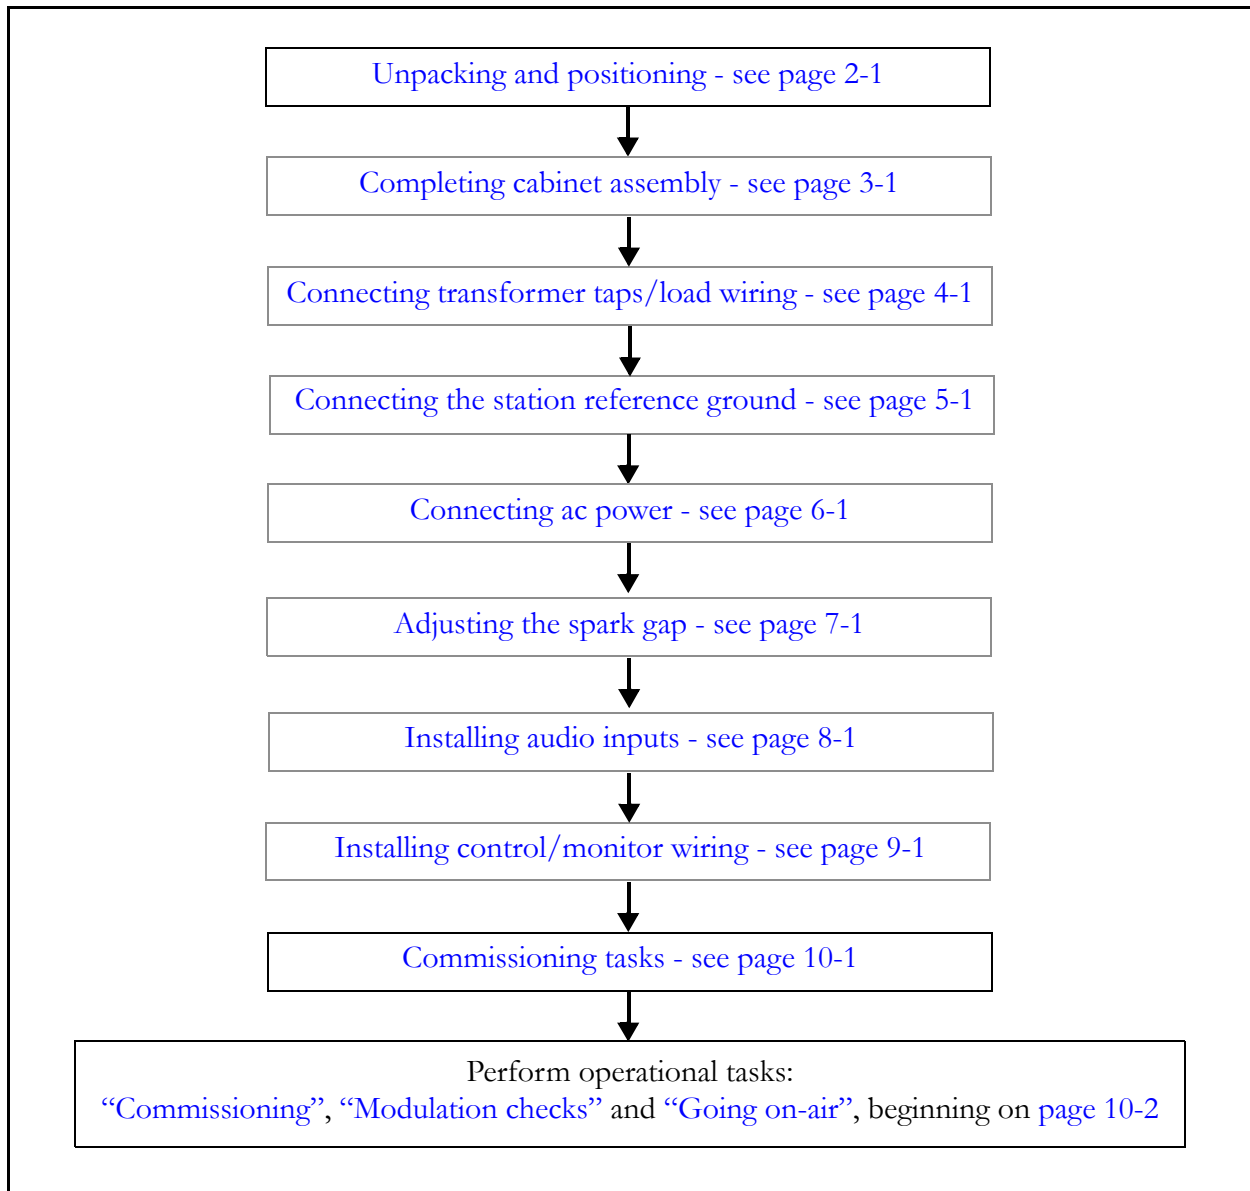 Unpacking and positioning - see page 2-1
Completing cabinet assembly - see page 3-1
Connecting transformer taps/load wiring - see page 4-1
Connecting the station reference ground - see page 5-1
Connecting ac power - see page 6-1
Adjusting the spark gap - see page 7-1
Installing audio inputs - see page 8-1
Installing control/monitor wiring - see page 9-1
Commissioning tasks - see page 10-1
Perform operational tasks:
“Commissioning”, “Modulation checks” and “Going on-air”, beginning on page 10-2